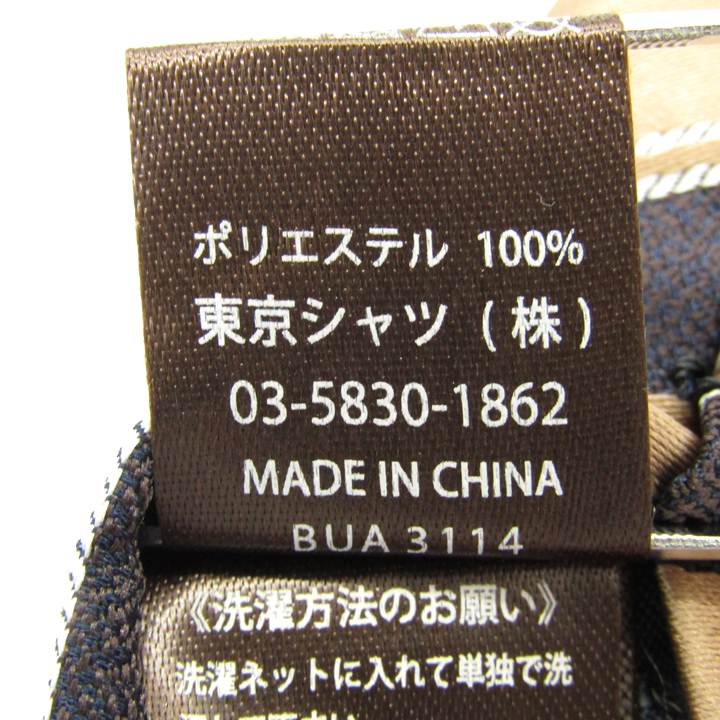 ポリエステル 100%
東京シャツ (株)
03-5830-1862
MADE IN CHINA
BUA 3114
《洗濯方法のお願い》
洗濯ネットに入れて単独で洗